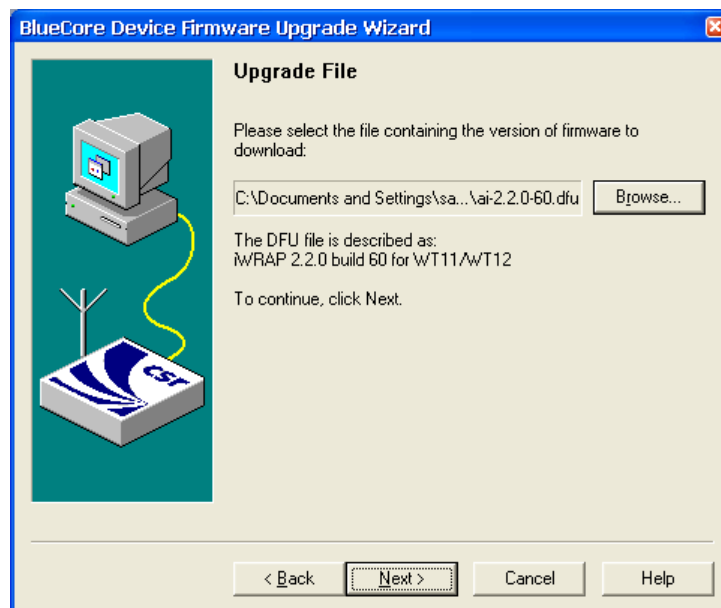 BlueCore Device Firmware Upgrade Wizard
Upgrade File
Please select the file containing the version of firmware to
download:
C:\Documents and Settings\sa...\ai-2.2.0-60.dfu
Browse...
The DFU file is described as:
iWRAP 2.2.0 build 60 for WT11/WT12
To continue, click Next.
CSr
< Back
Next >
Cancel
Help